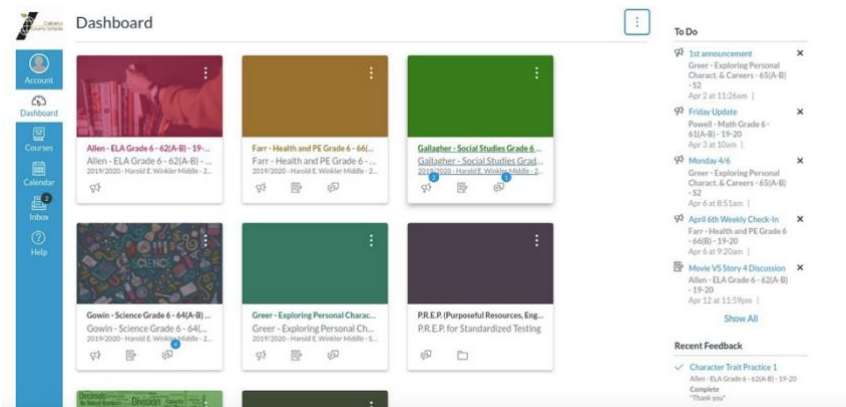 Cabarrus
County Schools
Dashboard
Account
Dashboard
Courses
Calendar
2
Inbox
Help
Allen - ELA Grade 6 - 62(A-B) - 19-...
Allen - ELA Grade 6 - 62(A-B) - ...
2019/2020 - Harold E. Winkler Middle - 2...
Farr - Health and PE Grade 6 - 66(...
Farr - Health and PE Grade 6 - ...
2019/2020 - Harold E. Winkler Middle - 2...
Gallagher - Social Studies Grade 6 ...
Gallagher - Social Studies Grad...
2019/2020 - Harold E. Winkler Middle - 2...
2
1
SCIENCE
Gowin - Science Grade 6 - 64(A-B) ...
Gowin - Science Grade 6 - 64(...
2019/2020 - Harold E. Winkler Middle - 2...
Greer - Exploring Personal Charac...
Greer - Exploring Personal Ch...
2019/2020 - Harold E. Winkler Middle - S...
P.R.E.P. (Purposeful Resources, Eng...
P.R.E.P. for Standardized Testing
Decimals
Division
To Do
1st announcement
Greer - Exploring Personal
Charact. & Careers - 65(A-B)
- S2
Apr 2 at 11:26am |
Friday Update
Powell - Math Grade 6 -
61(A-B) - 19-20
Apr 3 at 10am |
Monday 4/6
Greer - Exploring Personal
Charact. & Careers - 65(A-B)
- S2
Apr 6 at 8:51am |
April 6th Weekly Check-In
Farr - Health and PE Grade 6
- 66(B) - 19-20
Apr 6 at 9:20am |
Movie VS Story 4 Discussion
Allen - ELA Grade 6 - 62(A-B)
- 19-20
Apr 12 at 11:59pm |
Show All
Recent Feedback
Character Trait Practice 1
Allen - ELA Grade 6 - 62(A-B) - 19-20
Complete
"Thank you"